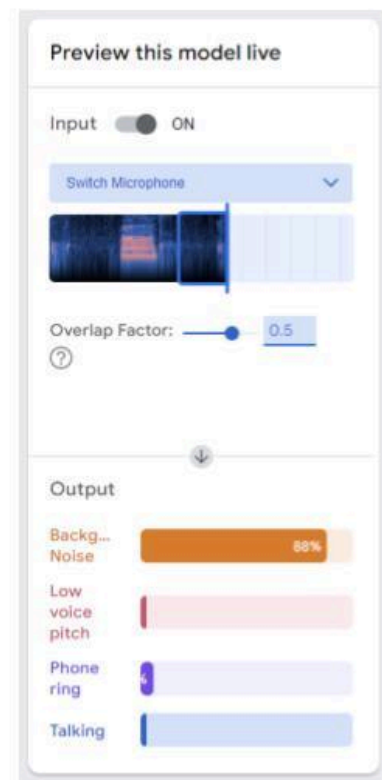 Preview this model live
Input ON
Switch Microphone
Overlap Factor: 0.5
?
Output
Backg...
Noise
88%
Low
voice
pitch
Phone
ring
%
Talking